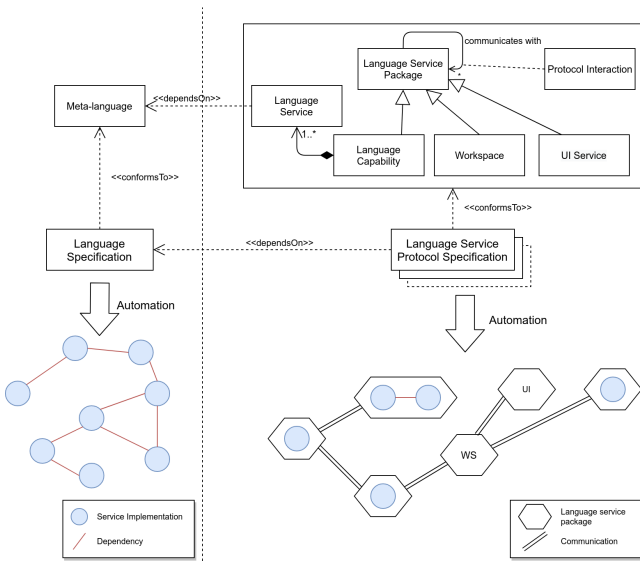 communicates with
Language Service
Package
*
Protocol Interaction
Meta-language
<<dependsOn>>
Language
Service
1..*
Language
Capability
Workspace
UI Service
<<conformsTo>>
<<conformsTo>>
Language
Specification
<<dependsOn>>
Language Service
Protocol Specification
Automation
Automation
UI
WS
Service Implementation
Dependency
Language service
package
Communication